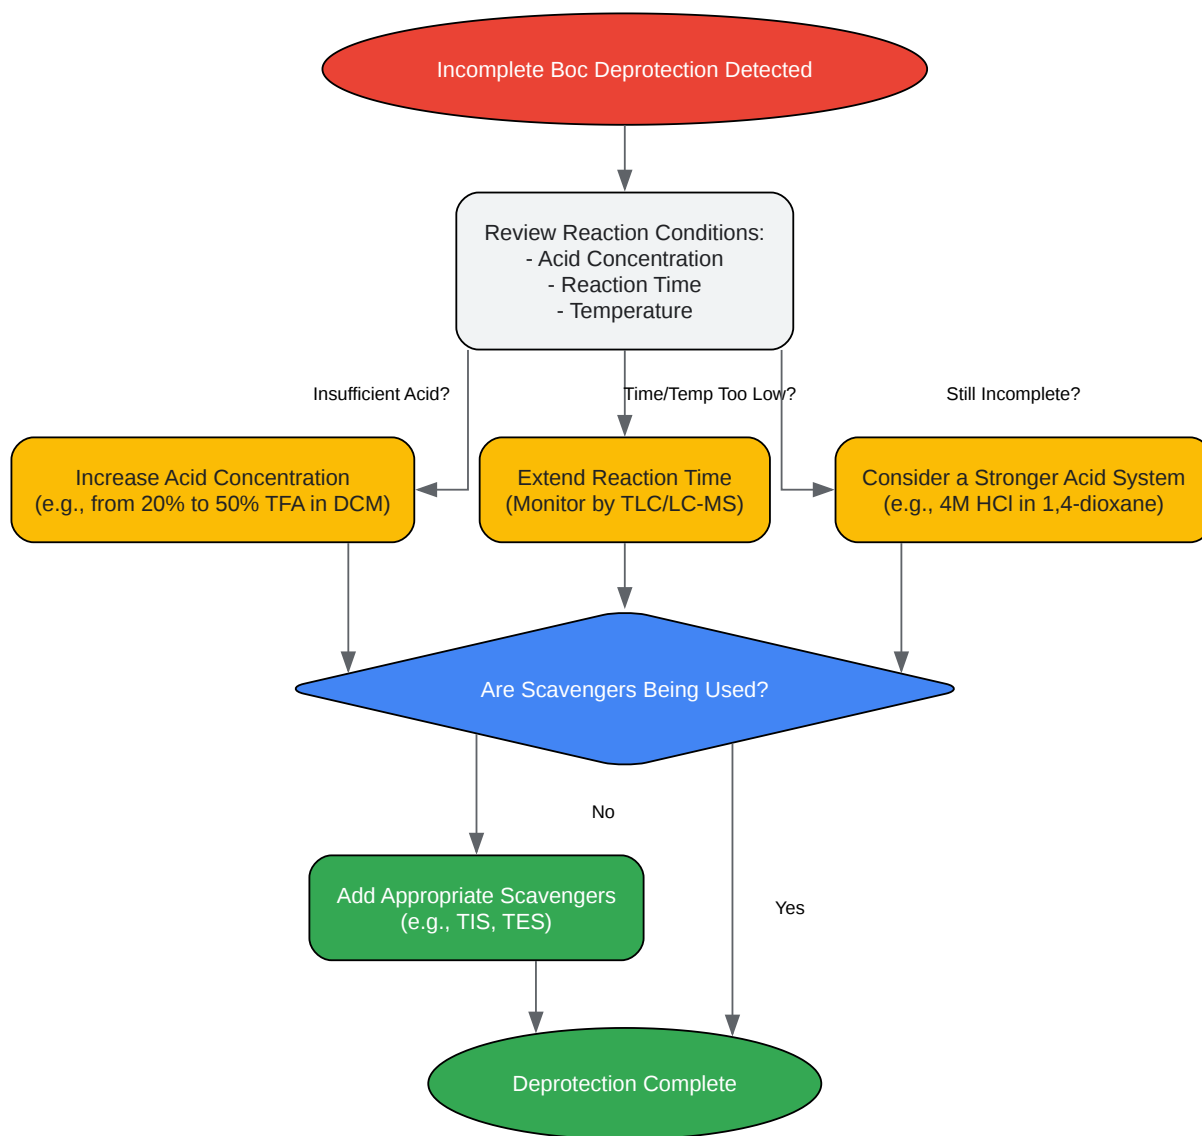 Incomplete Boc Deprotection Detected
Review Reaction Conditions:
- Acid Concentration
- Reaction Time
- Temperature
Insufficient Acid?
Time/Temp Too Low?
Still Incomplete?
Increase Acid Concentration
(e.g., from 20% to 50% TFA in DCM)
Extend Reaction Time
(Monitor by TLC/LC-MS)
Consider a Stronger Acid System
(e.g., 4M HCl in 1,4-dioxane)
Are Scavengers Being Used?
No
Add Appropriate Scavengers
(e.g., TIS, TES)
Yes
Deprotection Complete